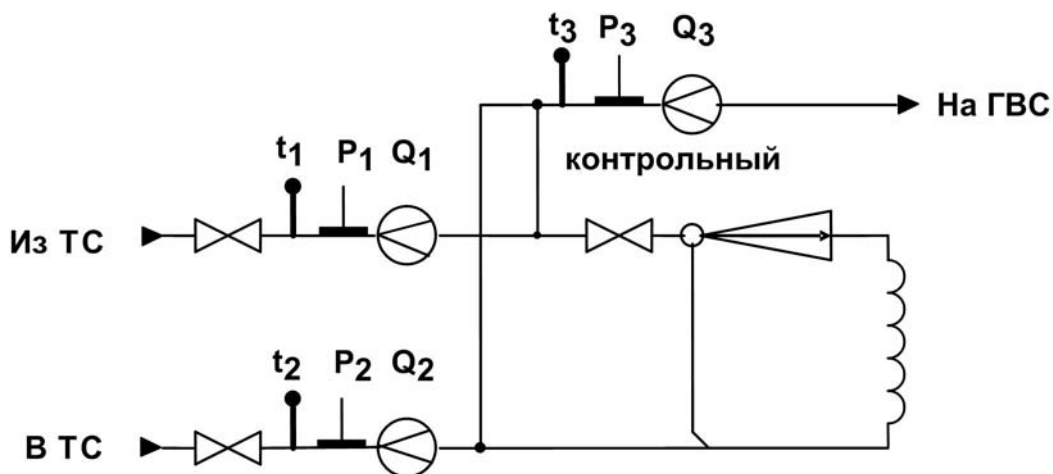 t3 P3 Q3
На ГВС
контрольный
t1 P1 Q1
Из ТС
t2 P2 Q2
В ТС